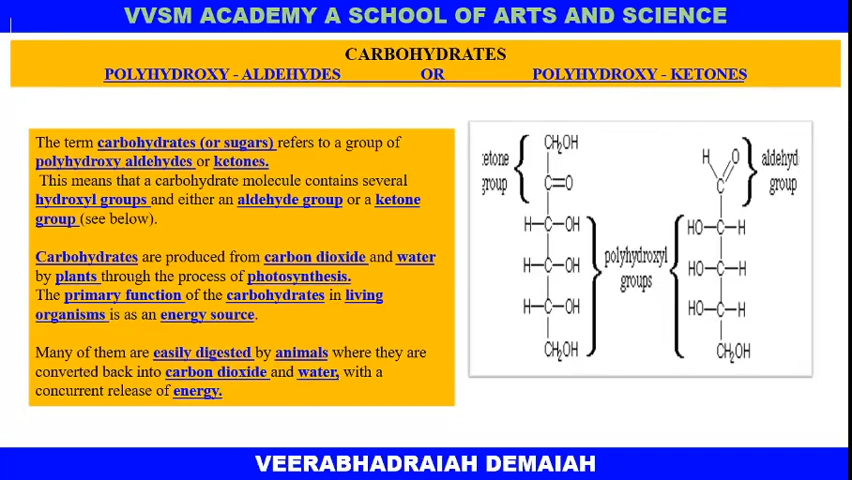 VVSM ACADEMY A SCHOOL OF ARTS AND SCIENCE
CARBOHYDRATES
POLYHYDROXY - ALDEHYDES OR POLYHYDROXY - KETONES
The term carbohydrates (or sugars) refers to a group of
polyhydroxy aldehydes or ketones.
This means that a carbohydrate molecule contains several
hydroxyl groups and either an aldehyde group or a ketone
group (see below).
Carbohydrates are produced from carbon dioxide and water
by plants through the process of photosynthesis.
The primary function of the carbohydrates in living
organisms is as an energy source.
Many of them are easily digested by animals where they are
converted back into carbon dioxide and water, with a
concurrent release of energy.
etone
group
CH₂OH
C=O
H-C-OH
H-C-OH
H-C-OH
CH₂OH
polyhydroxyl
groups
H O
C
HO-C-H
HO-C-H
HO-C-H
CH₂OH
aldehyd
group
VEERABHADRAIAH DEMAIAH